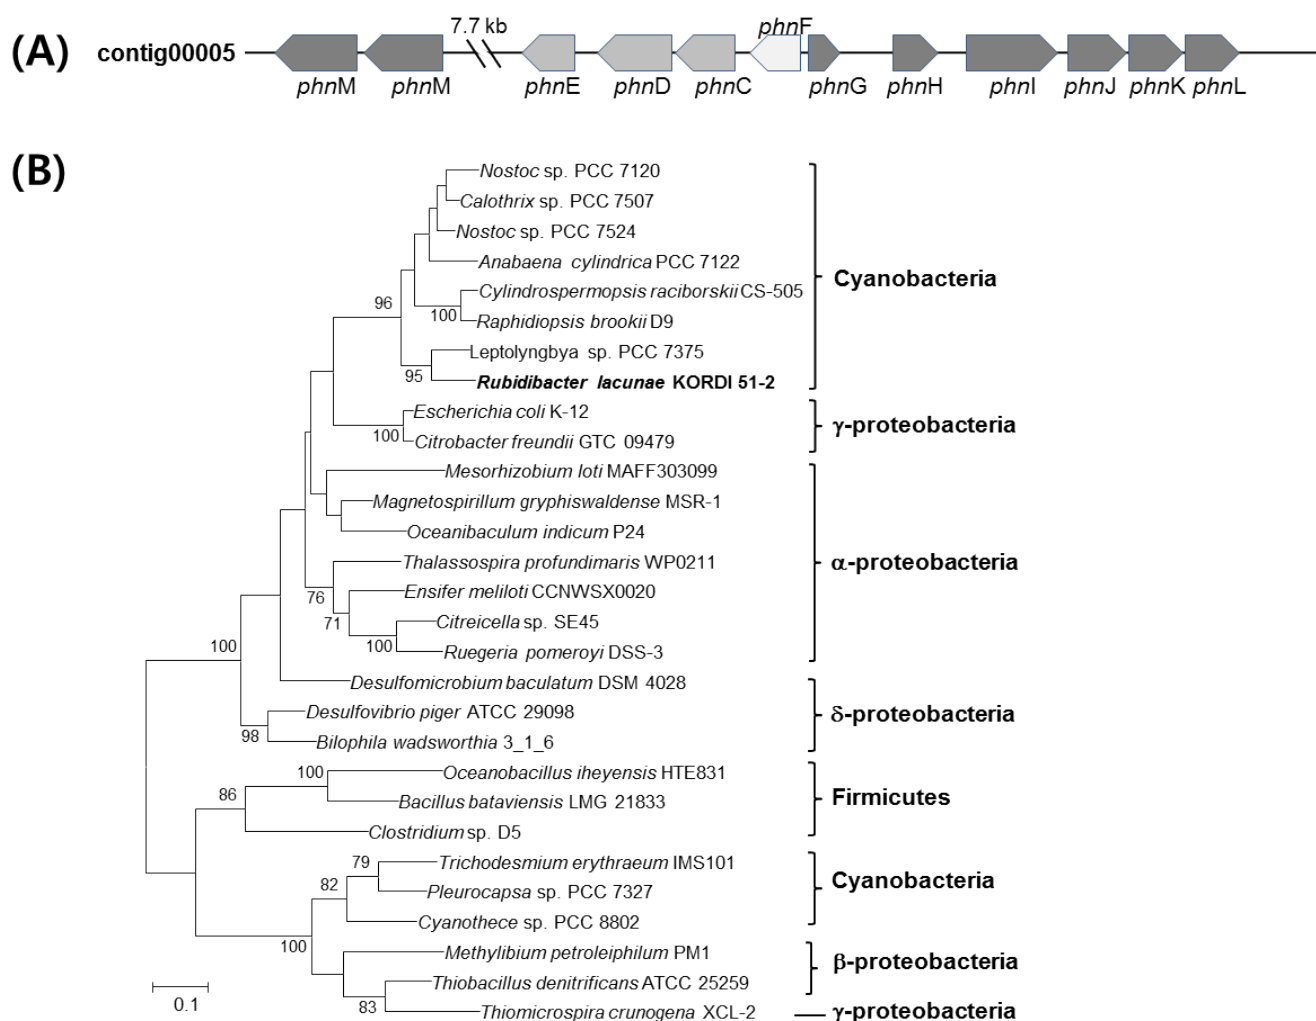 (A)
contig00005
7.7 kb
phnF
phnM phnM phnE phnD phnC phnG phnH phnI phnJ phnK phnL
(B)
Nostoc sp. PCC 7120
Calothrix sp. PCC 7507
Nostoc sp. PCC 7524
Anabaena cylindrica PCC 7122
Cyanobacteria
Cylindrospermopsis raciborskii CS-505
96
100
Raphidiopsis brookii D9
Leptolyngbya sp. PCC 7375
95
Rubidibacter lacunae KORDI 51-2
Escherichia coli K-12
γ-proteobacteria
100
Citrobacter freundii GTC 09479
Mesorhizobium loti MAFF303099
Magnetospirillum gryphiswaldense MSR-1
Oceanibaculum indicum P24
Thalassospira profundimaris WP0211
α-proteobacteria
76
Ensifer meliloti CCNWSX0020
71
Citreicella sp. SE45
100
100
Ruegeria pomeroyi DSS-3
Desulfomicrobium baculatum DSM 4028
Desulfovibrio piger ATCC 29098
δ-proteobacteria
98
Bilophila wadsworthia 3_1_6
100
Oceanobacillus iheyensis HTE831
86
Bacillus bataviensis LMG 21833
Firmicutes
Clostridium sp. D5
79
Trichodesmium erythraeum IMS101
82
Pleurocapsa sp. PCC 7327
Cyanobacteria
Cyanothece sp. PCC 8802
100
Methylibium petroleiphilum PM1
β-proteobacteria
Thiobacillus denitrificans ATCC 25259
0.1
83
Thiomicrospira crunogena XCL-2
γ-proteobacteria